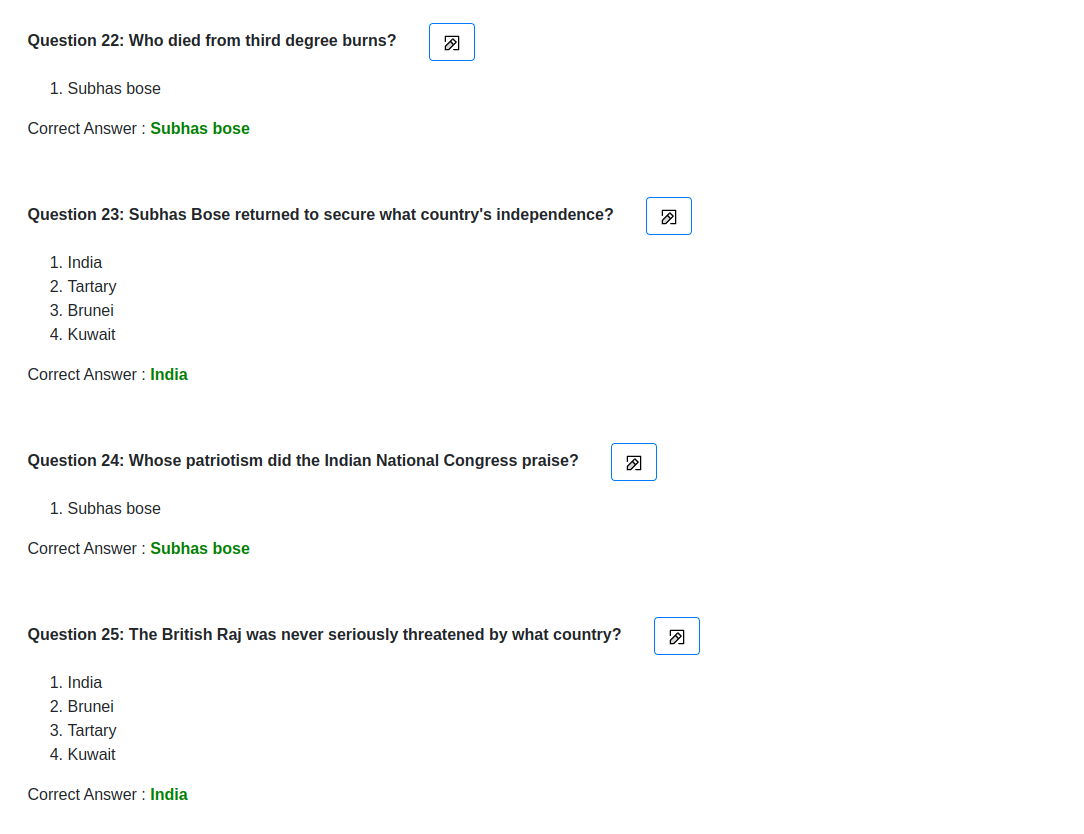 Question 22: Who died from third degree burns?
1. Subhas bose
Correct Answer : Subhas bose
Question 23: Subhas Bose returned to secure what country's independence?
1. India
2. Tartary
3. Brunei
4. Kuwait
Correct Answer : India
Question 24: Whose patriotism did the Indian National Congress praise?
1. Subhas bose
Correct Answer : Subhas bose
Question 25: The British Raj was never seriously threatened by what country?
1. India
2. Brunei
3. Tartary
4. Kuwait
Correct Answer : India